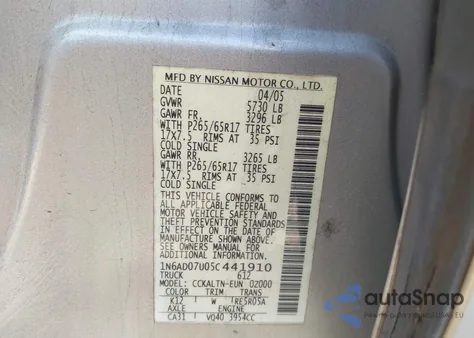 MFD BY NISSAN MOTOR CO., LTD.
DATE 04/05
GVWR 5730 LB
GAWR FR. 3296 LB
WITH P265/65R17 TIRES
17X7.5 RIMS AT 35 PSI
COLD SINGLE
GAWR RR. 3265 LB
WITH P265/65R17 TIRES
17X7.5 RIMS AT 35 PSI
COLD SINGLE
THIS VEHICLE CONFORMS
TO ALL APPLICABLE FEDERAL
MOTOR VEHICLE SAFETY AND
THEFT PREVENTION STANDARDS
IN EFFECT ON THE DATE OF
MANUFACTURE SHOWN ABOVE.
SEE OWNERS MANUAL FOR
ADDITIONAL INFORMATION.
1N6AD07U05C441910
TRUCK 612
MODEL: CCKALTN-EUN 02000
COLOR TRIM TRANS
K12 W RE5R05A
AXLE ENGINE
CA31 VQ40 3954CC
autoSnap